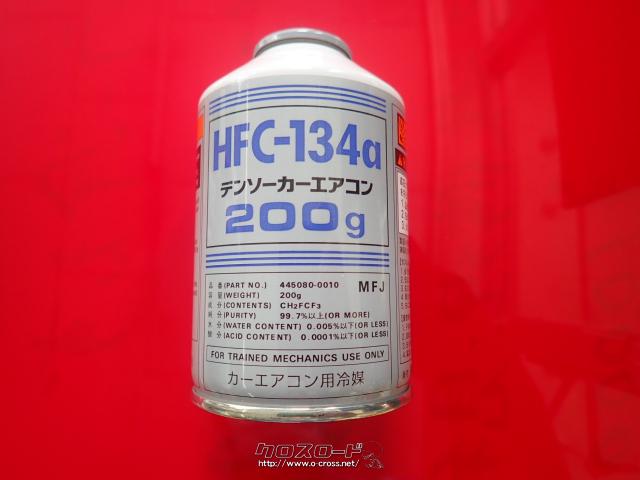 HFC-134a
デンソーカーエアコン
200g
品番(PART NO.) 445080-0010 MFJ
容量(WEIGHT) 200g
成分(CONTENTS) CH₂FCF₃
純分(PURITY) 99.7%以上(OR MORE)
水分(WATER CONTENT) 0.005%以下(OR LESS)
酸分(ACID CONTENT) 0.0001%以下(OR LESS)
FOR TRAINED MECHANICS USE ONLY
カーエアコン用冷媒
クロスロード
http://www.o-cross.net/